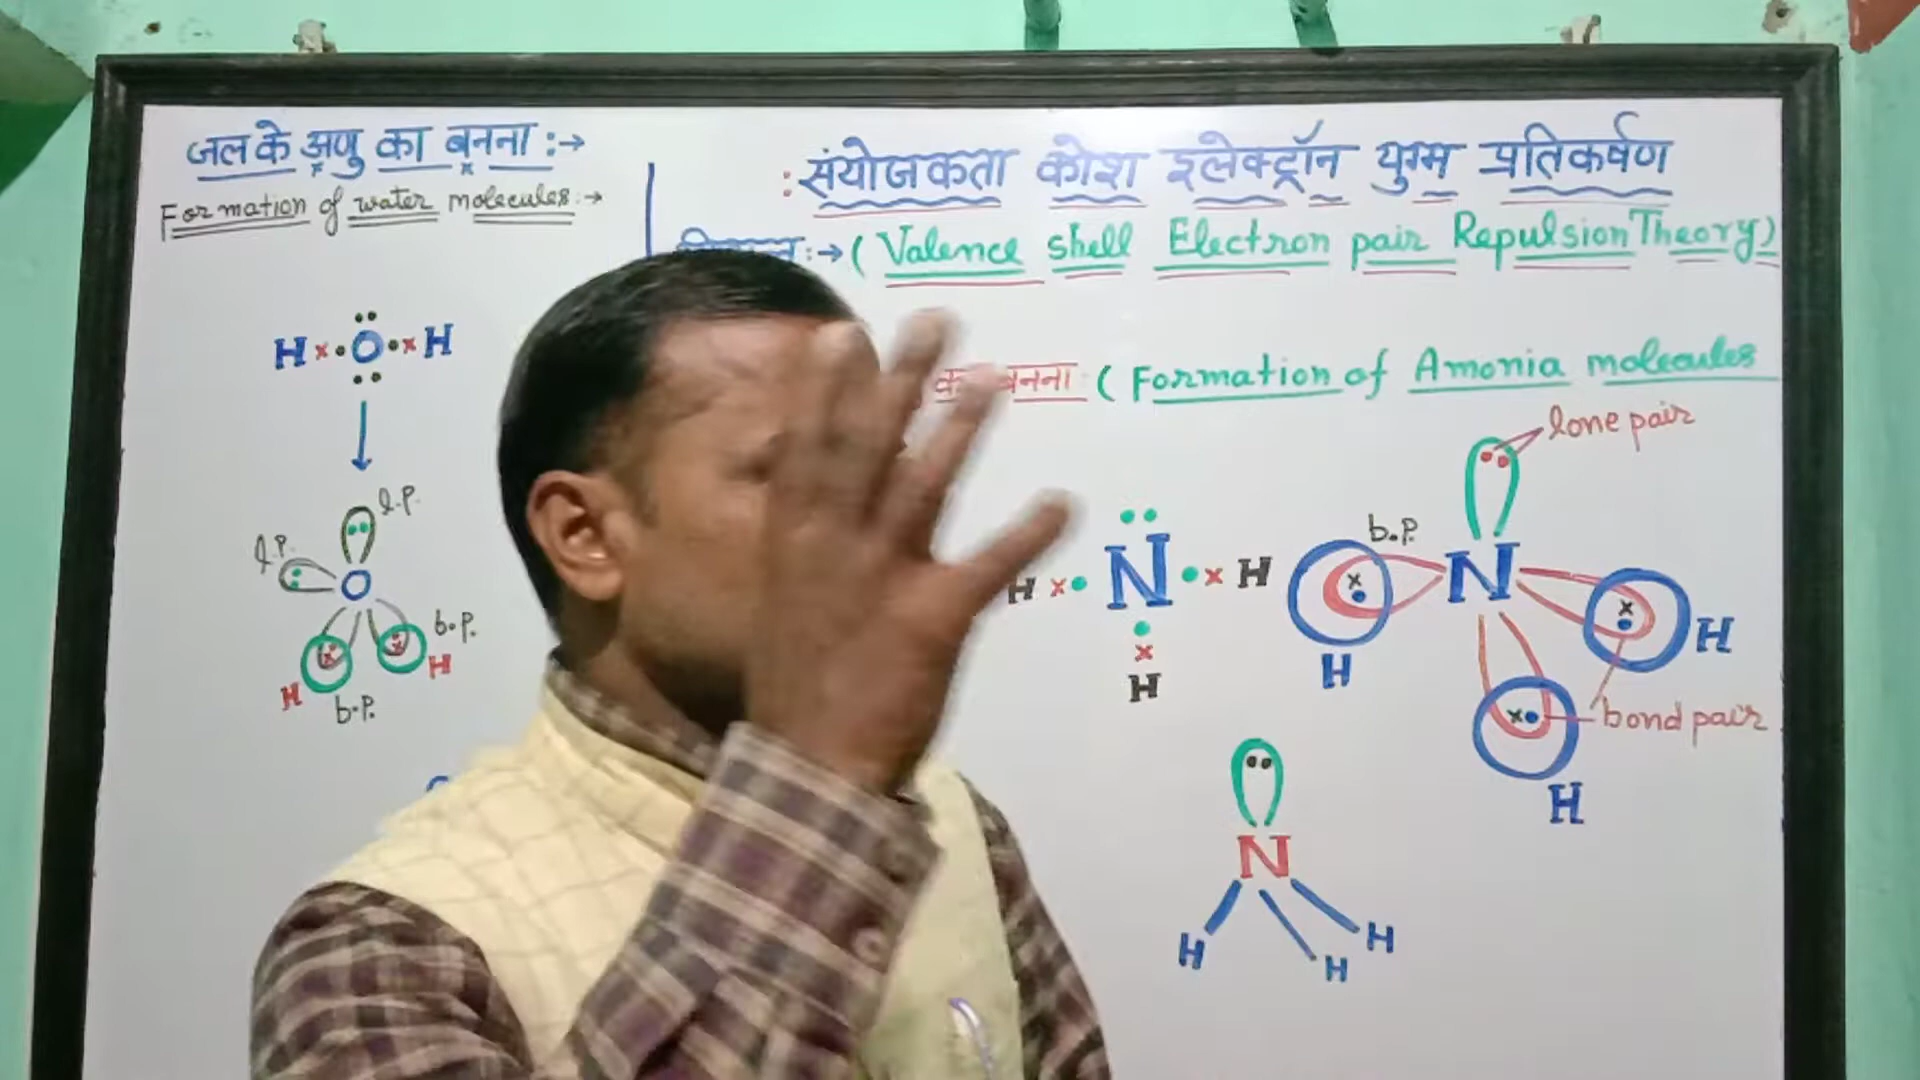 जल के अणु का बनना :→
Formation of water molecules :→
H x • O • x H
l.p.
l.p.
O
b.p.
H
H
b.p.
: संयोजकता कोश इलेक्ट्रॉन युग्म प्रतिकर्षण
:→ ( Valence shell Electron pair Repulsion Theory)
का बनना ( Formation of Amonia molecules
lone pair
b.p.
N
H x • N • x H
x
H
H
H
bond pair
H
N
H
H
H